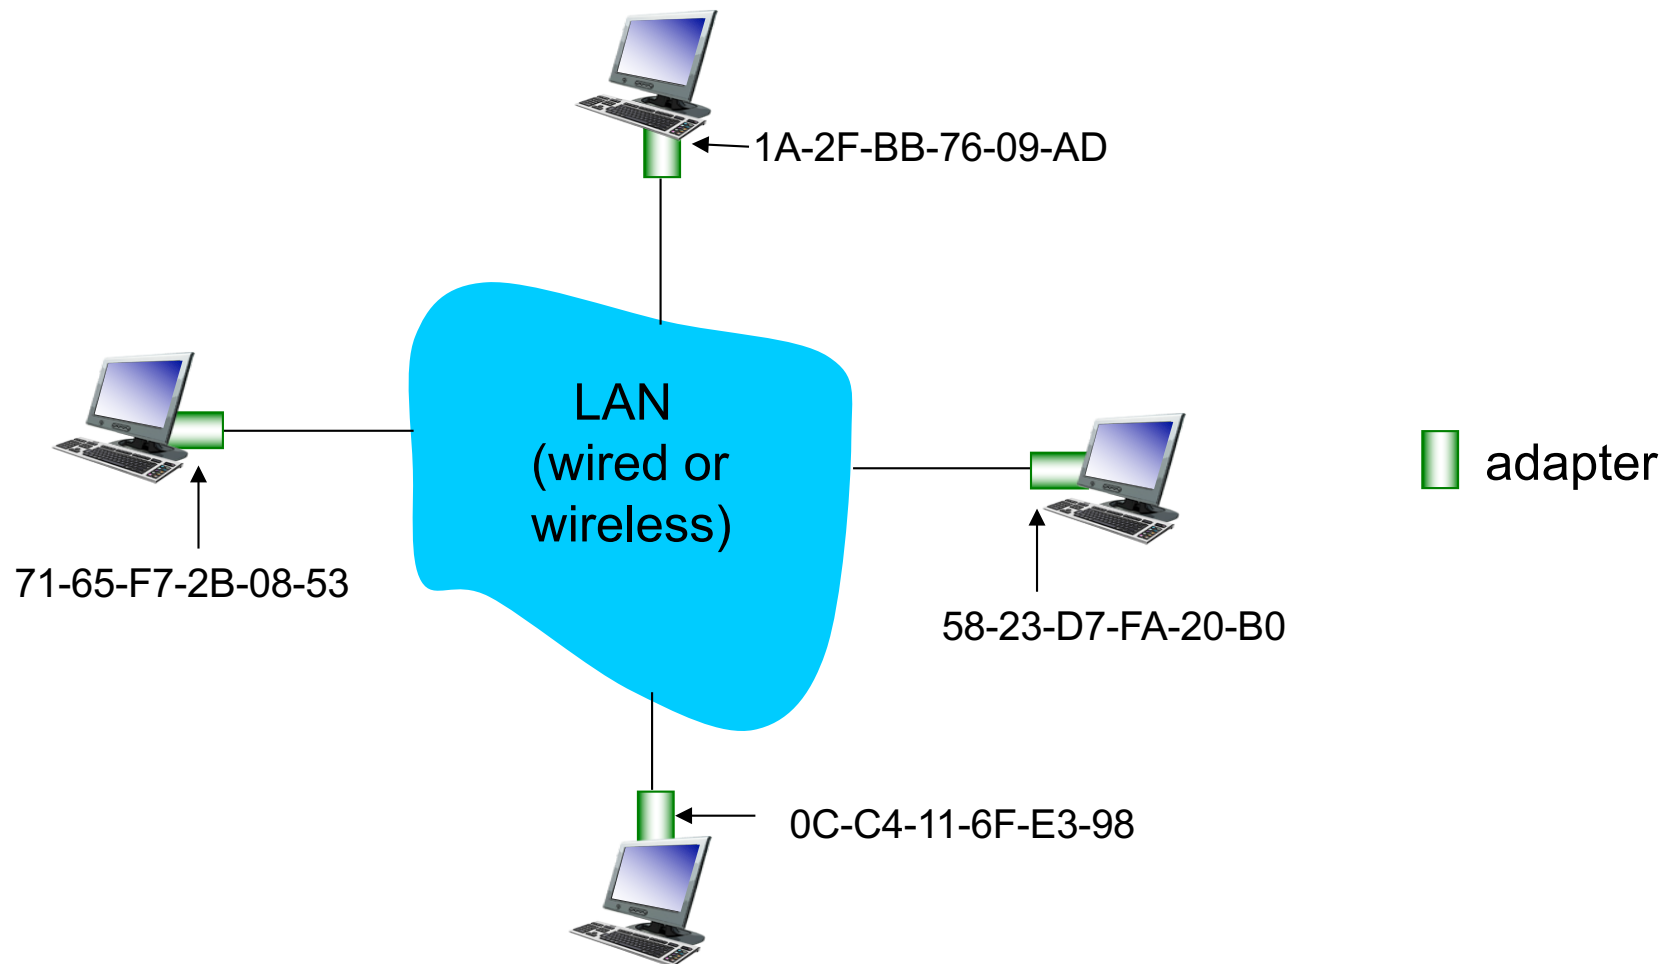 1A-2F-BB-76-09-AD
LAN
(wired or
wireless)
adapter
71-65-F7-2B-08-53
58-23-D7-FA-20-B0
0C-C4-11-6F-E3-98